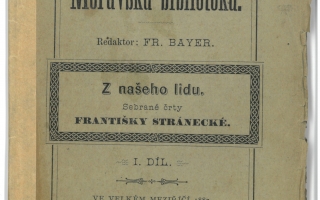 Moravská bibliotéka.
Redaktor: FR. BAYER.
Z našeho lidu.
Sebrané črty
FRANTIŠKY STRÁNECKÉ.
I. DÍL.
VE VELKÉM MEZIŘÍČÍ